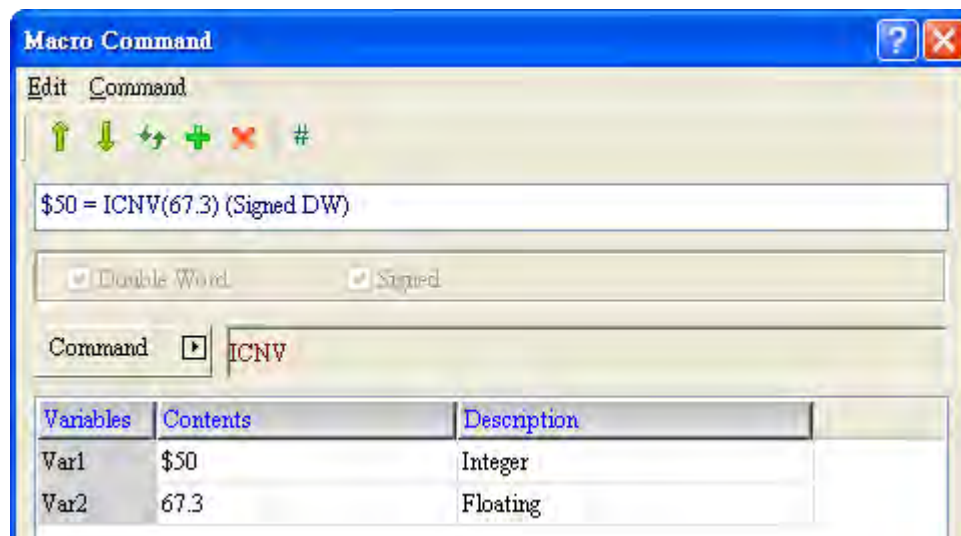 Macro Command
Edit Command
#
$50 = ICNV(67.3) (Signed DW)
Double Word Signed
Command ICNV
Variables Contents Description
Var1 $50 Integer
Var2 67.3 Floating